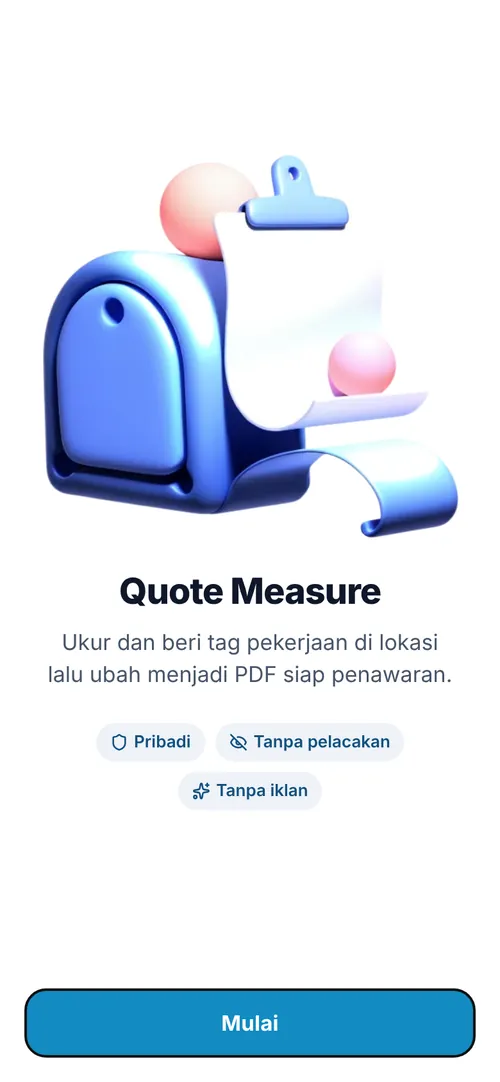 Quote Measure
Ukur dan beri tag pekerjaan di lokasi
lalu ubah menjadi PDF siap penawaran.
Pribadi
Tanpa pelacakan
Tanpa iklan
Mulai